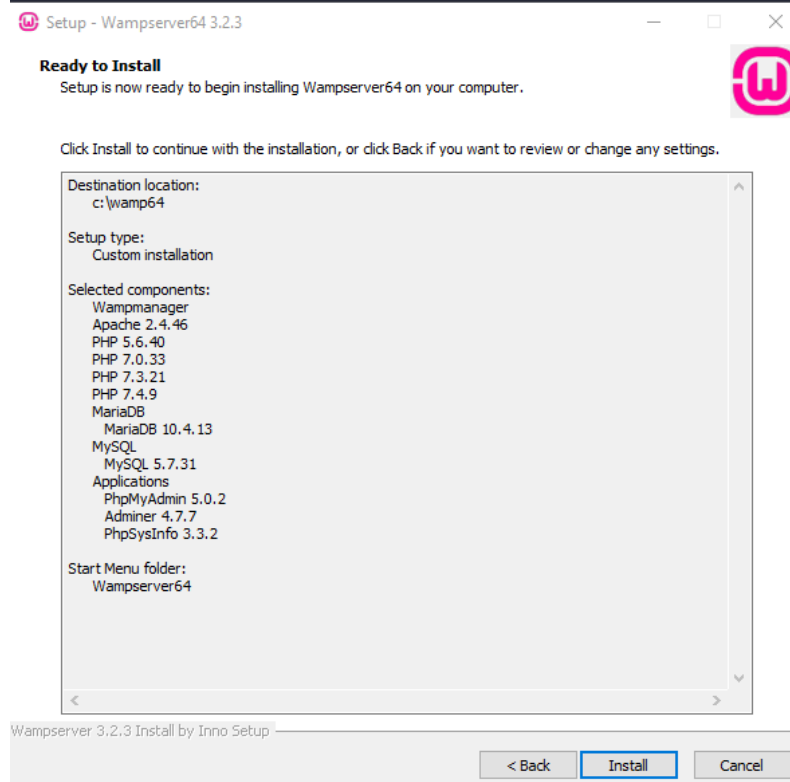 Setup - Wampserver64 3.2.3
Ready to Install
Setup is now ready to begin installing Wampserver64 on your computer.
Click Install to continue with the installation, or click Back if you want to review or change any settings.
Destination location:
c:\wamp64
Setup type:
Custom installation
Selected components:
Wampmanager
Apache 2.4.46
PHP 5.6.40
PHP 7.0.33
PHP 7.3.21
PHP 7.4.9
MariaDB
MariaDB 10.4.13
MySQL
MySQL 5.7.31
Applications
PhpMyAdmin 5.0.2
Adminer 4.7.7
PhpSysInfo 3.3.2
Start Menu folder:
Wampserver64
Wampserver 3.2.3 Install by Inno Setup
< Back Install Cancel